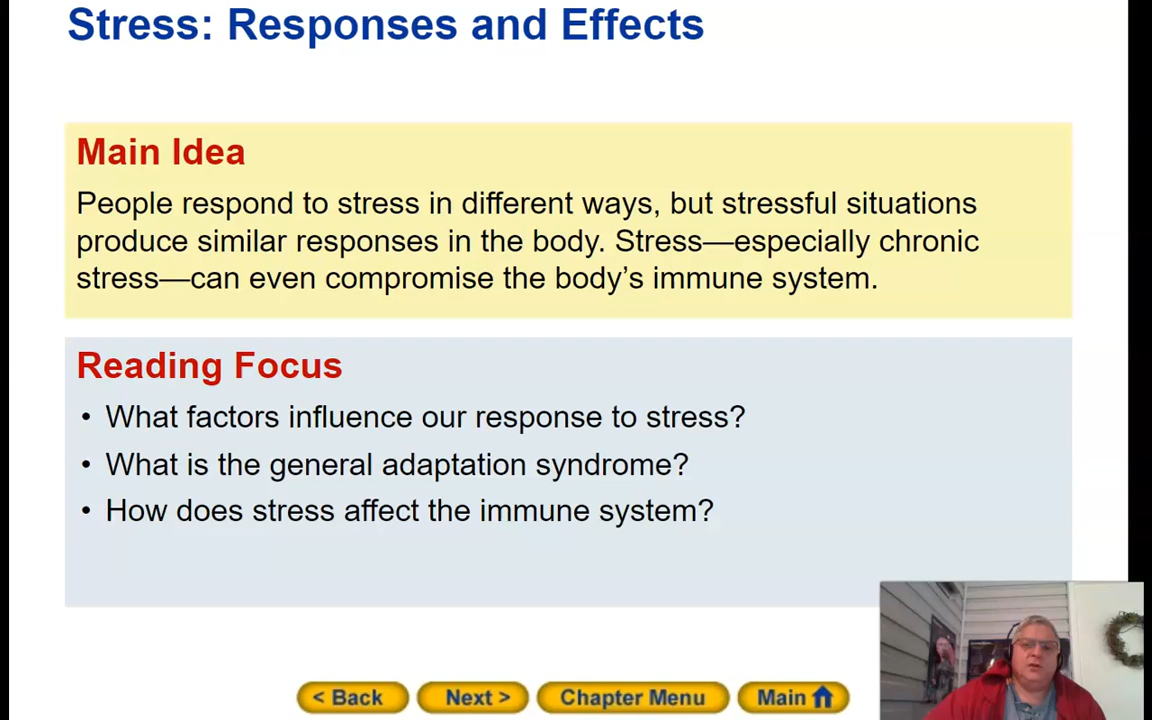 Stress: Responses and Effects
Main Idea
People respond to stress in different ways, but stressful situations
produce similar responses in the body. Stress—especially chronic
stress—can even compromise the body’s immune system.
Reading Focus
• What factors influence our response to stress?
• What is the general adaptation syndrome?
• How does stress affect the immune system?
< Back
Next >
Chapter Menu
Main